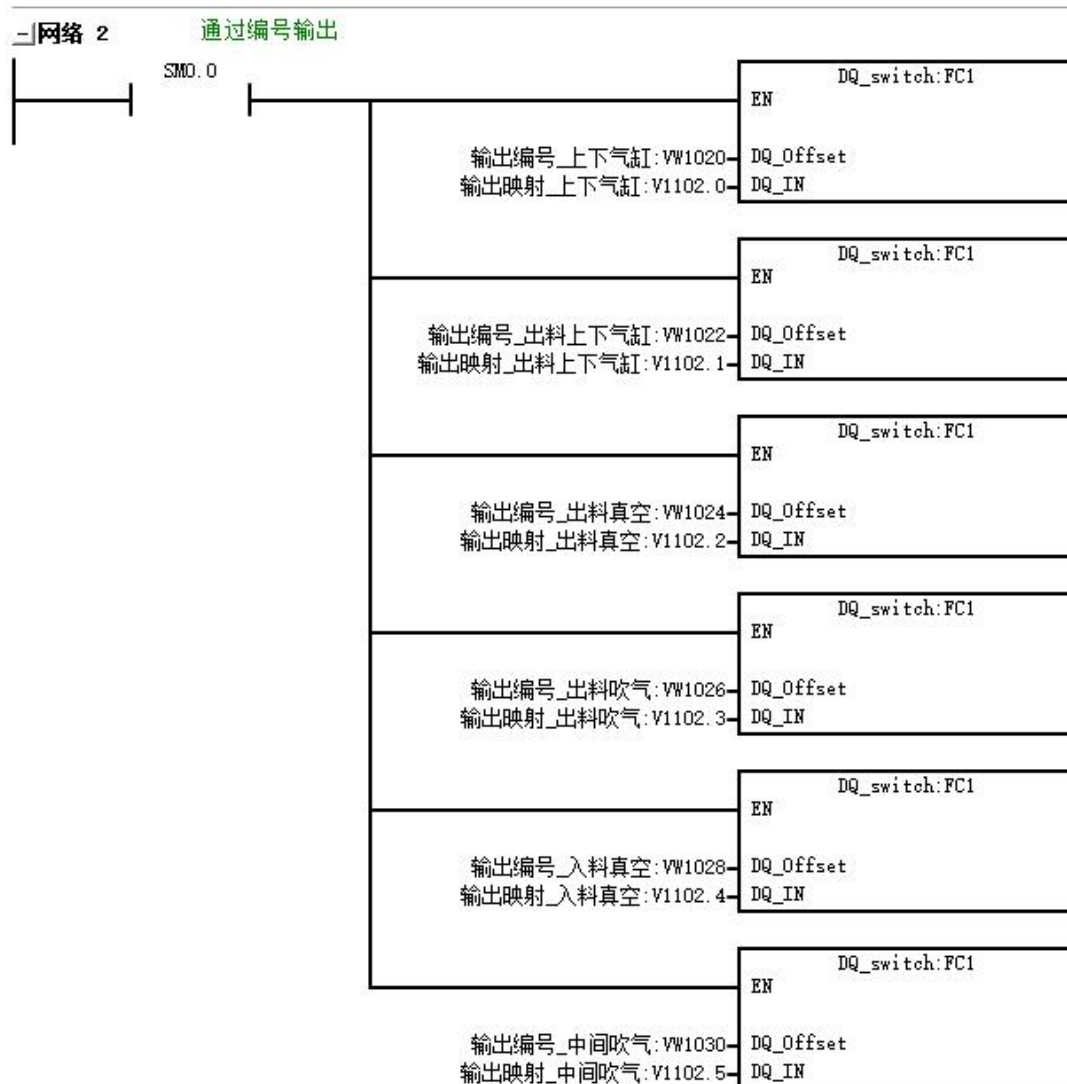 网络 2 通过编号输出
SM0.0
DQ_switch:FC1
EN
输出编号_上下气缸:VW1020 DQ_Offset
输出映射_上下气缸:V1102.0 DQ_IN
DQ_switch:FC1
EN
输出编号_出料上下气缸:VW1022 DQ_Offset
输出映射_出料上下气缸:V1102.1 DQ_IN
DQ_switch:FC1
EN
输出编号_出料真空:VW1024 DQ_Offset
输出映射_出料真空:V1102.2 DQ_IN
DQ_switch:FC1
EN
输出编号_出料吹气:VW1026 DQ_Offset
输出映射_出料吹气:V1102.3 DQ_IN
DQ_switch:FC1
EN
输出编号_入料真空:VW1028 DQ_Offset
输出映射_入料真空:V1102.4 DQ_IN
DQ_switch:FC1
EN
输出编号_中间吹气:VW1030 DQ_Offset
输出映射_中间吹气:V1102.5 DQ_IN